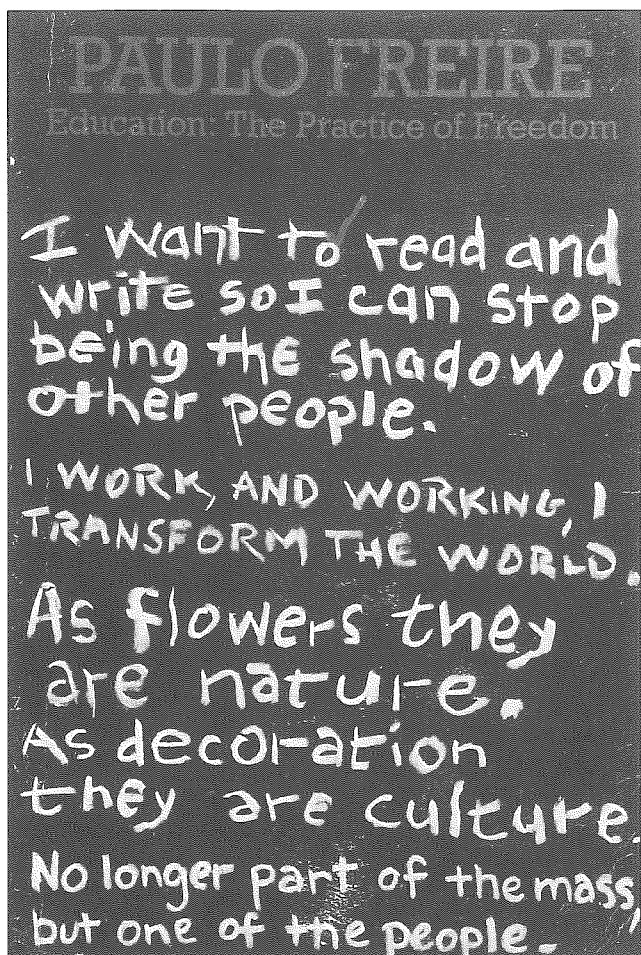 PAULO FREIRE
Education: The Practice of Freedom
I want to read and
write so I can stop
being the shadow of
other people.
I WORK, AND WORKING, I
TRANSFORM THE WORLD.
As flowers they
are nature.
As decoration
they are culture.
No longer part of the mass,
but one of the people.